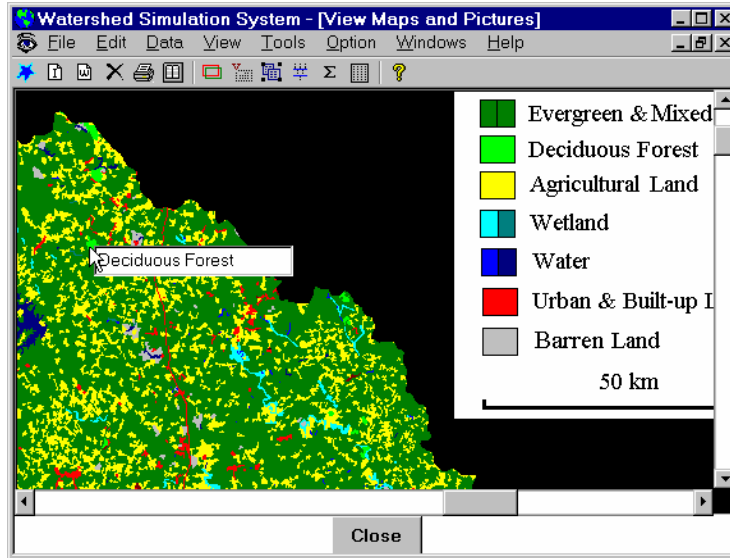 Watershed Simulation System - [View Maps and Pictures]
File Edit Data View Tools Option Windows Help
Evergreen & Mixed
Deciduous Forest
Agricultural Land
Wetland
Water
Urban & Built-up L
Barren Land
50 km
Deciduous Forest
Close